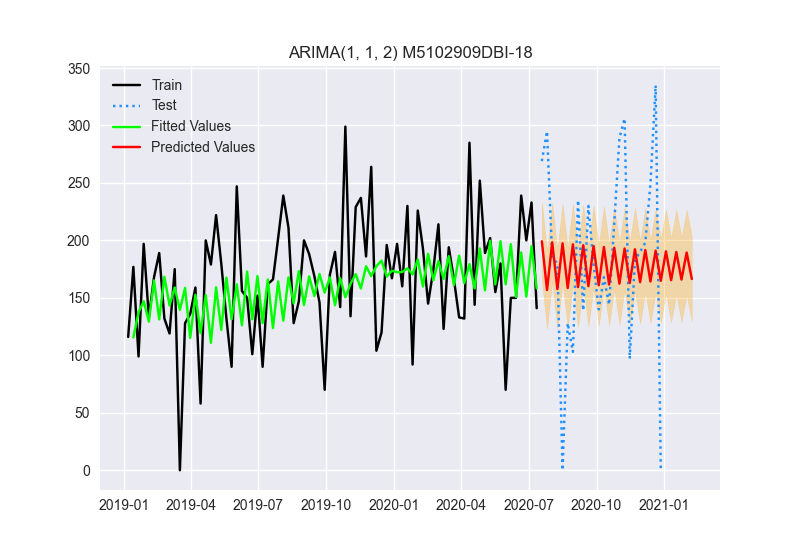 ARIMA(1, 1, 2) M5102909DBI-18
350
300
250
200
150
100
50
0
Train
Test
Fitted Values
Predicted Values
2019-01 2019-04 2019-07 2019-10 2020-01 2020-04 2020-07 2020-10 2021-01